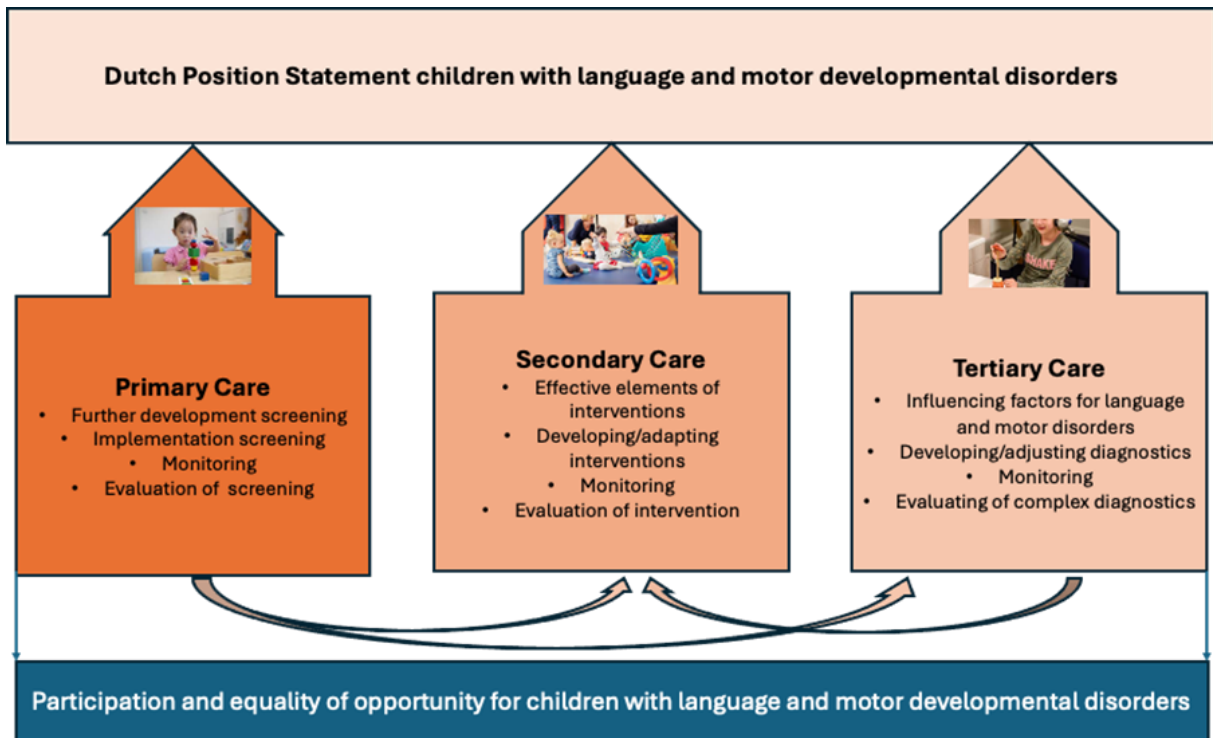 Dutch Position Statement children with language and motor developmental disorders
Primary Care
• Further development screening
• Implementation screening
• Monitoring
• Evaluation of screening
Secondary Care
• Effective elements of
interventions
• Developing/adapting
interventions
• Monitoring
• Evaluation of intervention
Tertiary Care
• Influencing factors for language
and motor disorders
• Developing/adjusting diagnostics
• Monitoring
• Evaluating of complex diagnostics
Participation and equality of opportunity for children with language and motor developmental disorders